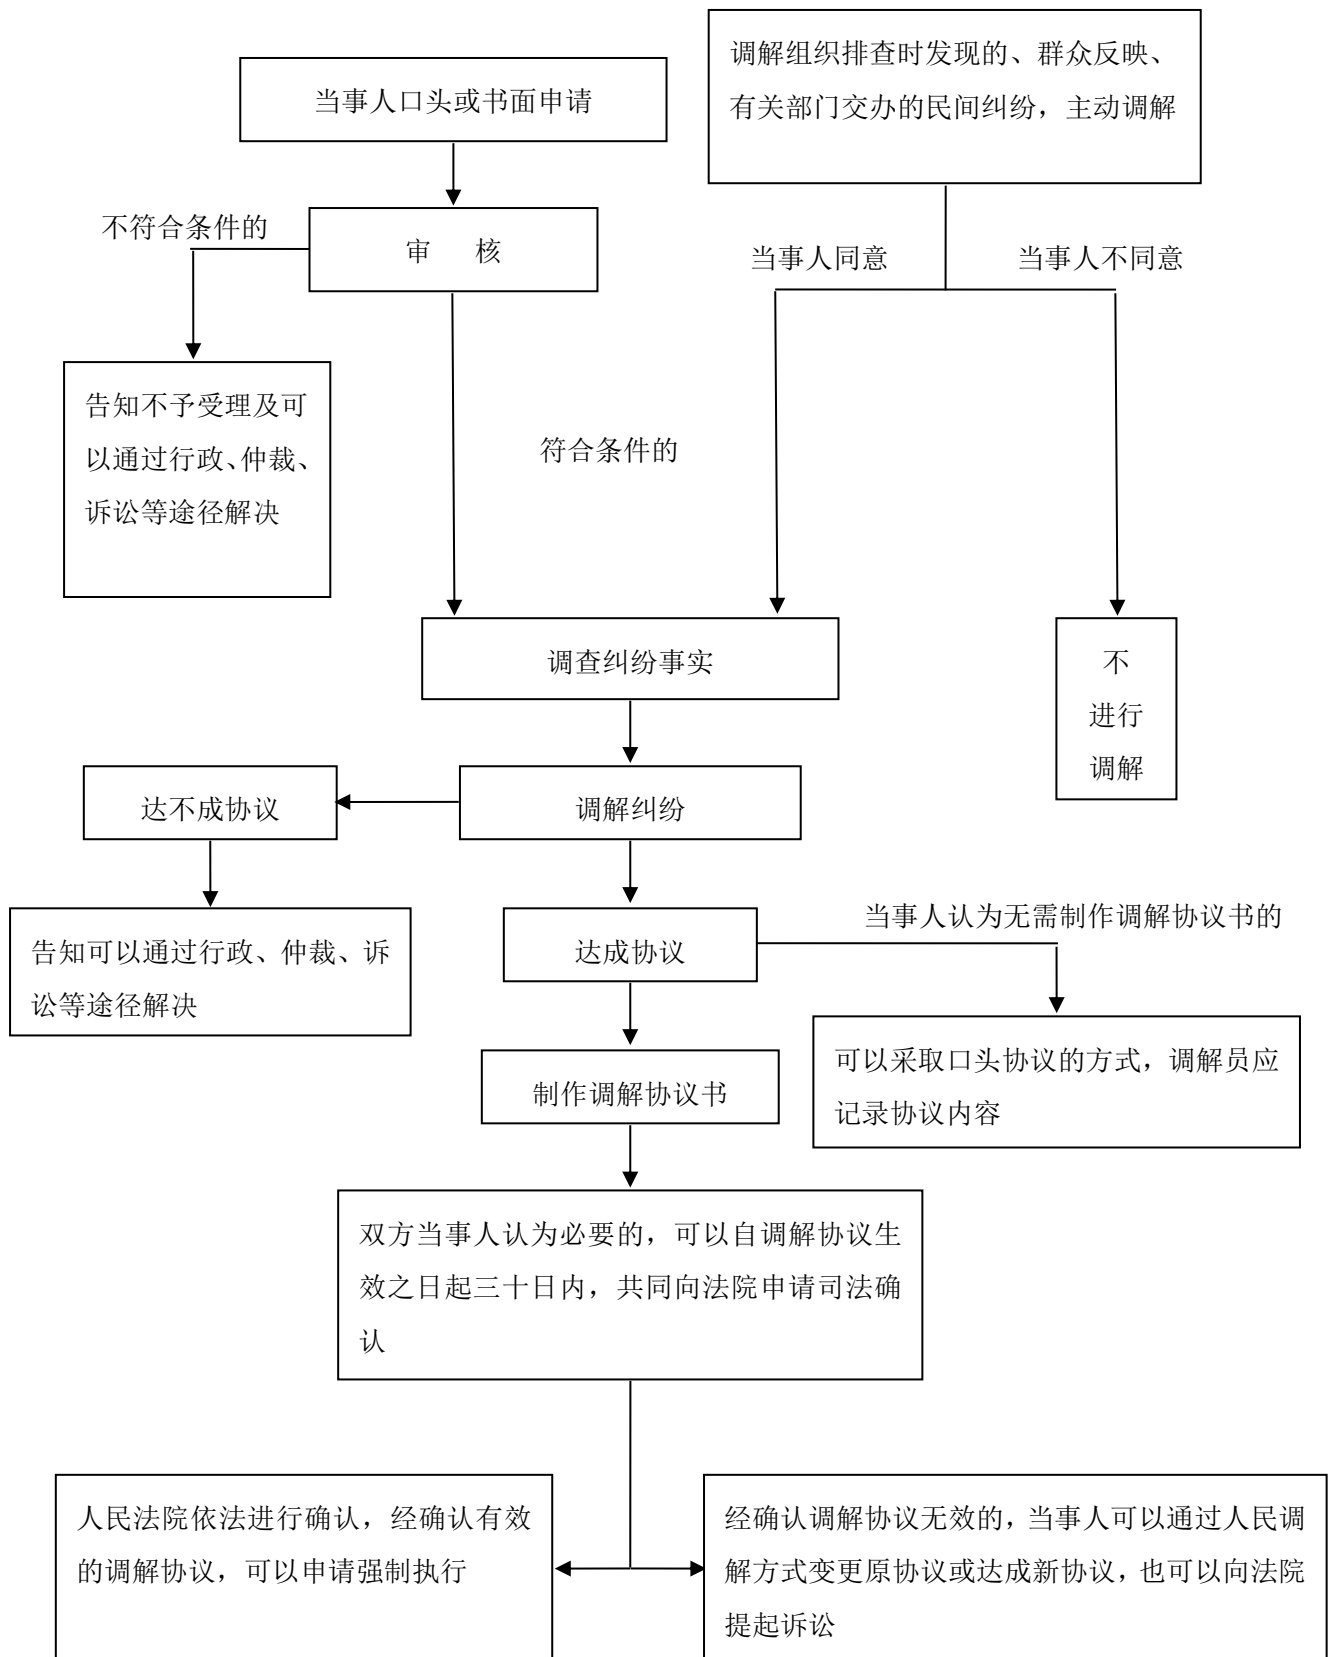 当事人口头或书面申请
调解组织排查时发现的、群众反映、
有关部门交办的民间纠纷，主动调解
不符合条件的
审 核
当事人同意
当事人不同意
告知不予受理及可
以通过行政、仲裁、
诉讼等途径解决
符合条件的
调查纠纷事实
不
进行
调解
达不成协议
调解纠纷
告知可以通过行政、仲裁、诉
讼等途径解决
达成协议
当事人认为无需制作调解协议书的
可以采取口头协议的方式，调解员应
记录协议内容
制作调解协议书
双方当事人认为必要的，可以自调解协议生
效之日起三十日内，共同向法院申请司法确
认
人民法院依法进行确认，经确认有效
的调解协议，可以申请强制执行
经确认调解协议无效的，当事人可以通过人民调
解方式变更原协议或达成新协议，也可以向法院
提起诉讼